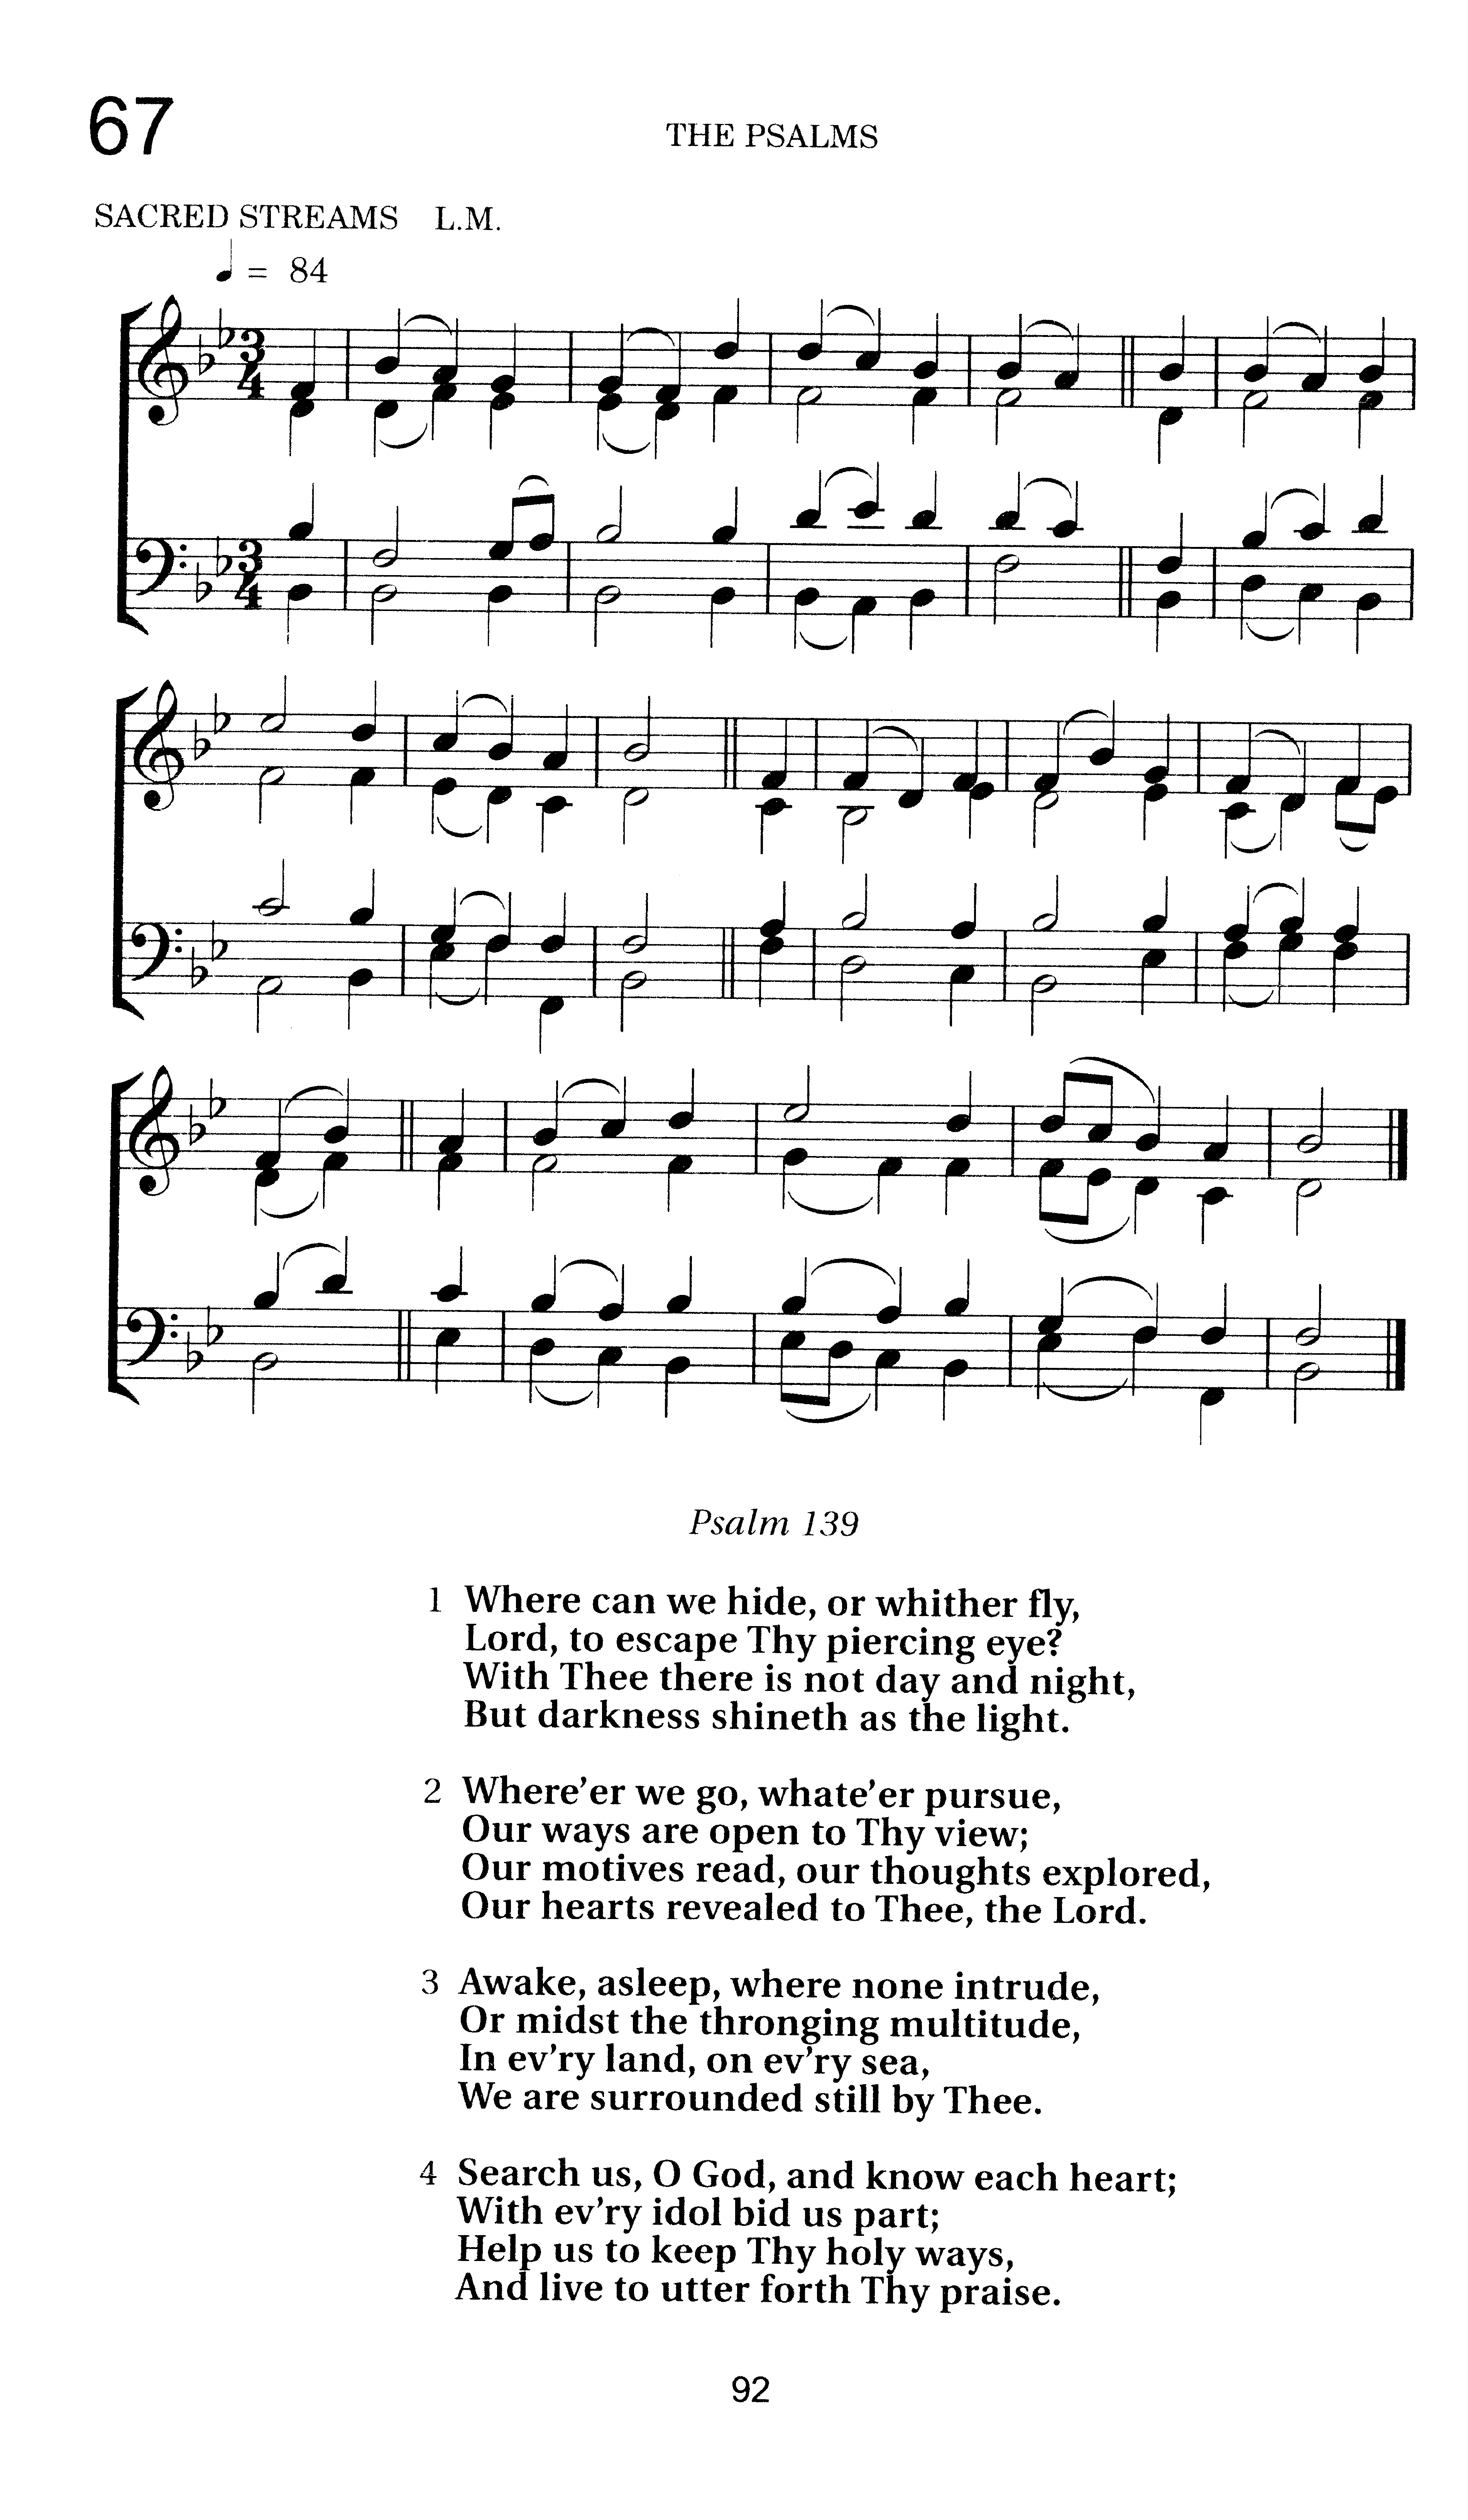 67
THE PSALMS
SACRED STREAMS L.M.
♩ = 84
3
4
3
4
Psalm 139
1 Where can we hide, or whither fly,
Lord, to escape Thy piercing eye?
With Thee there is not day and night,
But darkness shineth as the light.
2 Where’er we go, whate’er pursue,
Our ways are open to Thy view;
Our motives read, our thoughts explored,
Our hearts revealed to Thee, the Lord.
3 Awake, asleep, where none intrude,
Or midst the thronging multitude,
In ev’ry land, on ev’ry sea,
We are surrounded still by Thee.
4 Search us, O God, and know each heart;
With ev’ry idol bid us part;
Help us to keep Thy holy ways,
And live to utter forth Thy praise.
92